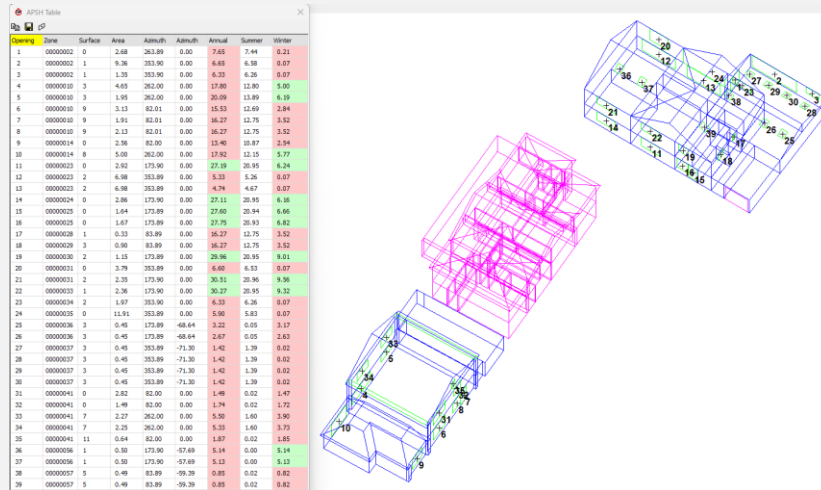 APSH Table
Opening Zone Surface Area Azimuth Azimuth Annual Summer Winter
1 00000002 0 2.68 263.89 0.00 7.65 7.44 0.21
2 00000002 1 9.36 353.90 0.00 6.65 6.58 0.07
3 00000002 1 1.35 353.90 0.00 6.33 6.26 0.07
4 00000010 3 4.65 262.00 0.00 17.80 12.80 5.00
5 00000010 3 1.95 262.00 0.00 20.09 13.89 6.19
6 00000010 9 3.13 82.01 0.00 15.53 12.69 2.84
7 00000010 9 1.91 82.01 0.00 16.27 12.75 3.52
8 00000010 9 2.13 82.01 0.00 16.27 12.75 3.52
9 00000014 0 2.56 82.00 0.00 13.40 10.87 2.54
10 00000014 8 5.00 262.00 0.00 17.92 12.15 5.77
11 00000023 0 2.92 173.90 0.00 27.19 20.95 6.24
12 00000023 2 6.98 353.89 0.00 5.33 5.26 0.07
13 00000023 2 6.98 353.89 0.00 4.74 4.67 0.07
14 00000024 0 2.86 173.90 0.00 27.11 20.95 6.16
15 00000025 0 1.64 173.89 0.00 27.60 20.94 6.66
16 00000025 0 1.67 173.89 0.00 27.75 20.93 6.82
17 00000028 1 0.33 83.89 0.00 16.27 12.75 3.52
18 00000029 3 0.90 83.89 0.00 16.27 12.75 3.52
19 00000030 2 1.15 173.89 0.00 29.96 20.95 9.01
20 00000031 0 3.79 353.89 0.00 6.60 6.53 0.07
21 00000031 2 2.35 173.90 0.00 30.51 20.96 9.56
22 00000033 1 2.36 173.90 0.00 30.27 20.95 9.32
23 00000034 2 1.97 353.90 0.00 6.33 6.26 0.07
24 00000035 0 11.91 353.89 0.00 5.90 5.83 0.07
25 00000036 3 0.45 173.89 -68.64 3.22 0.05 3.17
26 00000036 3 0.45 173.89 -68.64 2.67 0.05 2.63
27 00000037 3 0.45 353.89 -71.30 1.42 1.39 0.02
28 00000037 3 0.45 353.89 -71.30 1.42 1.39 0.02
29 00000037 3 0.45 353.89 -71.30 1.42 1.39 0.02
30 00000037 3 0.45 353.89 -71.30 1.42 1.39 0.02
31 00000041 0 2.82 82.00 0.00 1.49 0.02 1.47
32 00000041 0 1.49 82.00 0.00 1.74 0.02 1.72
33 00000041 7 2.27 262.00 0.00 5.50 1.60 3.90
34 00000041 7 2.25 262.00 0.00 5.33 1.60 3.73
35 00000041 11 0.64 82.00 0.00 1.87 0.02 1.85
36 00000056 1 0.50 173.90 -57.69 5.14 0.00 5.14
37 00000056 1 0.50 173.90 -57.69 5.13 0.00 5.13
38 00000057 5 0.49 83.89 -59.39 0.85 0.02 0.82
39 00000057 5 0.49 83.89 -59.39 0.85 0.02 0.82
20
12
36
37
24
13
27
2
23
29
38
30
3
28
21
14
22
11
39
17
26
25
19
18
16
15
33
5
34
4
35
7
8
31
6
10
9